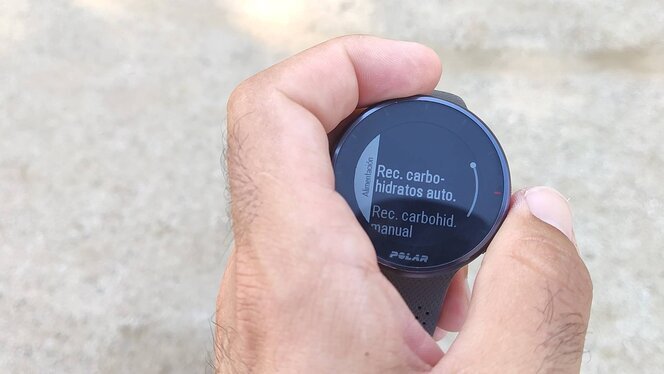 Alimentación
Rec. carbo-
hidratos auto.
Rec. carbohid.
manual
POLAR